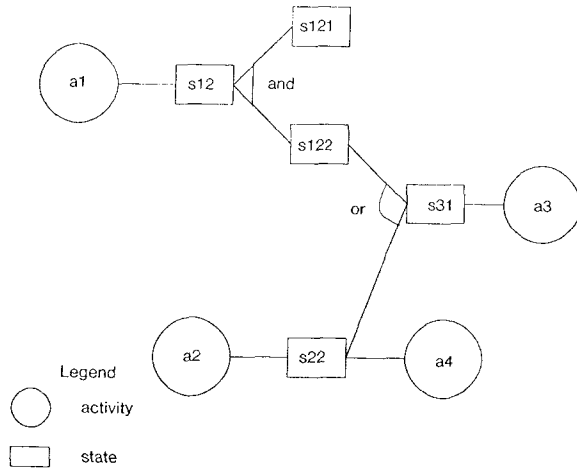 s121
a1
s12
and
s122
or
s31
a3
a2
s22
a4
Legend
activity
state